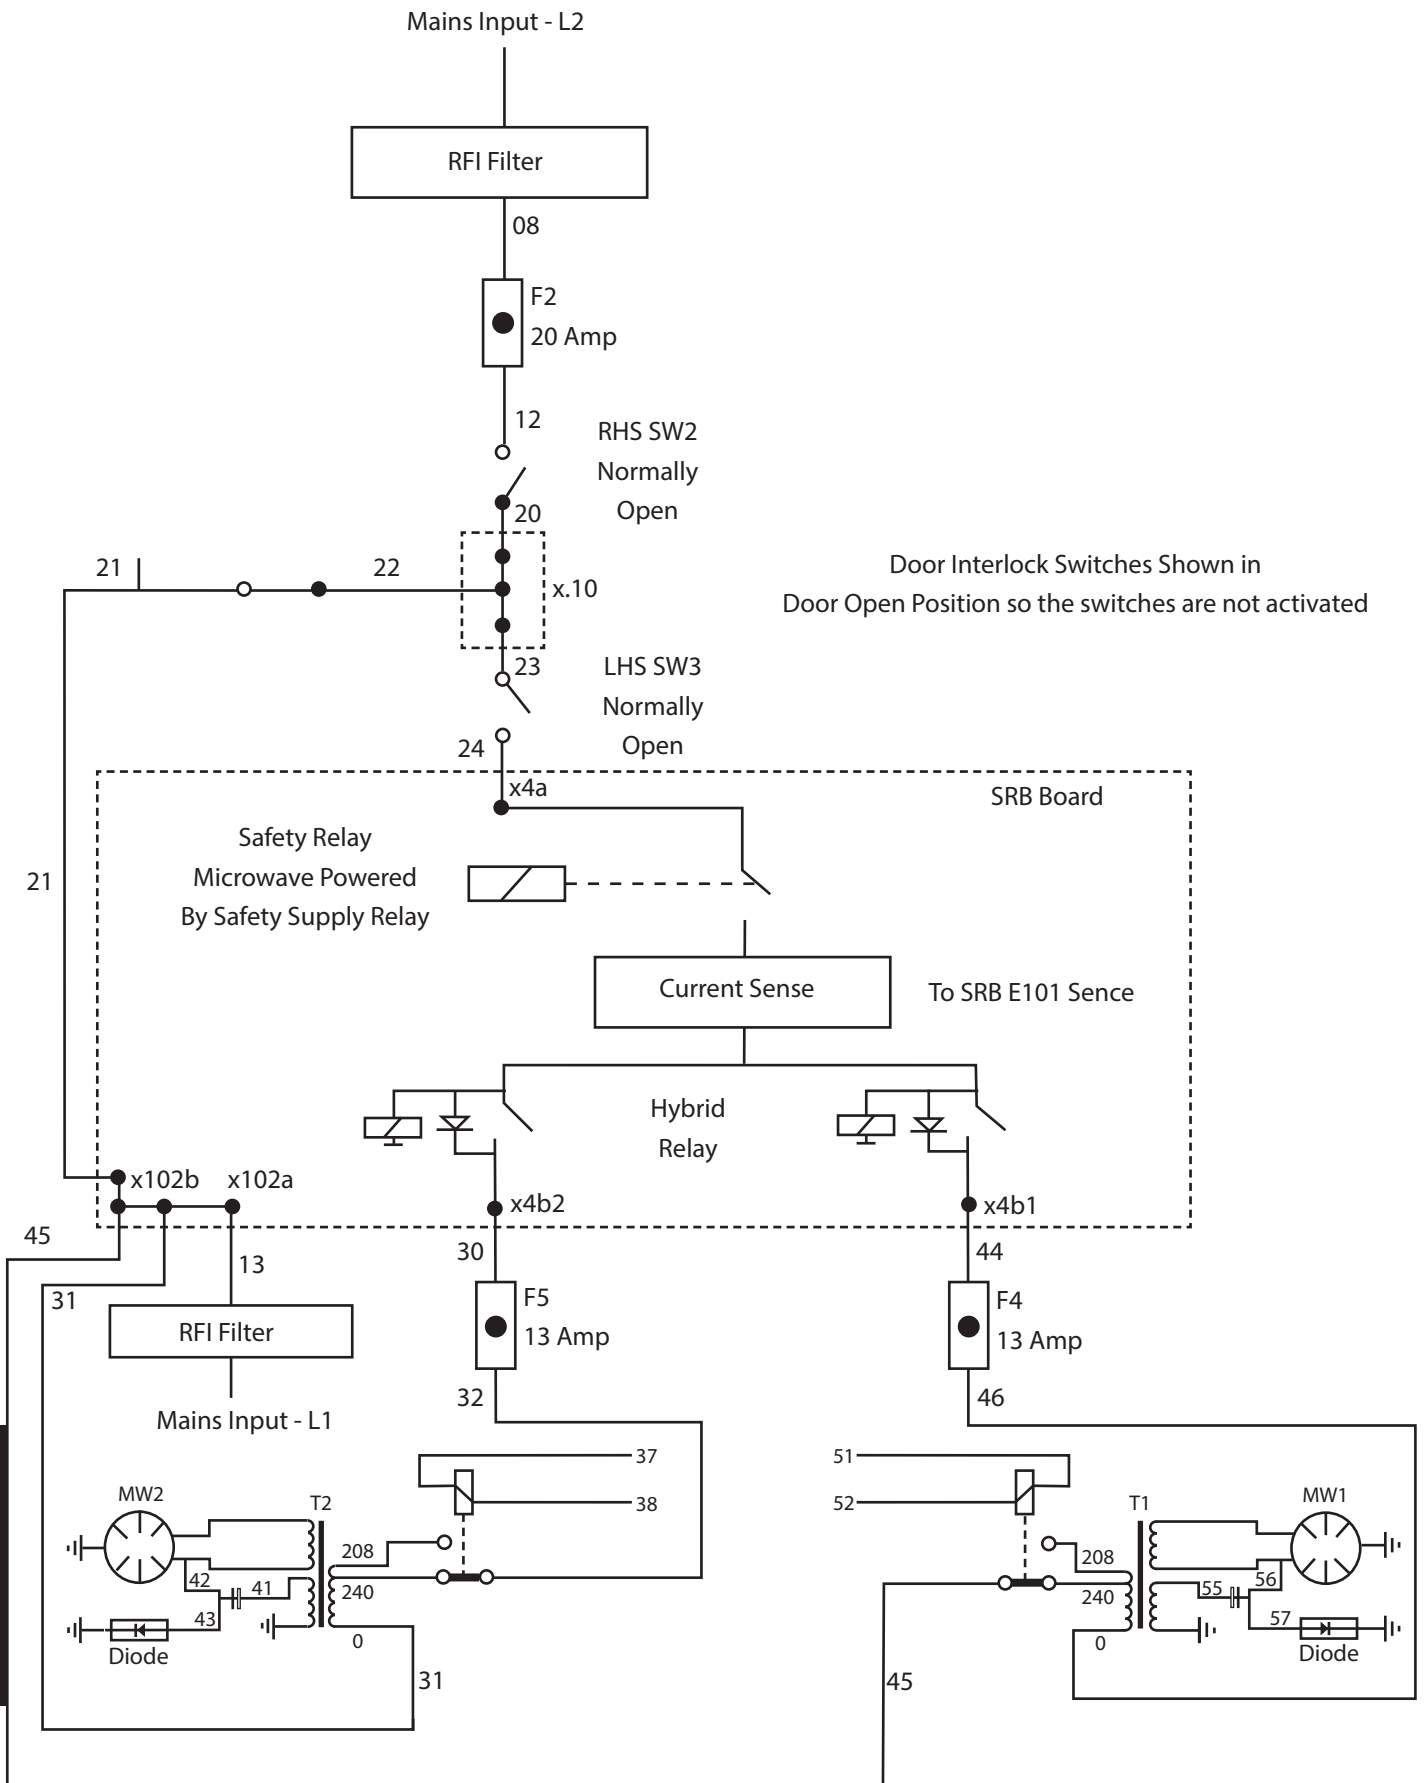 Mains Input - L2
RFI Filter
08
F2
20 Amp
12
RHS SW2
Normally
Open
20
21
22
x.10
Door Interlock Switches Shown in
Door Open Position so the switches are not activated
23
LHS SW3
Normally
Open
24
x4a
SRB Board
Safety Relay
Microwave Powered
By Safety Supply Relay
21
Current Sense
To SRB E101 Sence
Hybrid
Relay
x102b
x102a
x4b2
x4b1
45
13
30
44
31
RFI Filter
F5
13 Amp
F4
13 Amp
32
46
Mains Input - L1
37
38
51
52
MW2
T2
208
240
0
42
41
43
Diode
31
T1
MW1
208
240
0
55
56
57
Diode
45